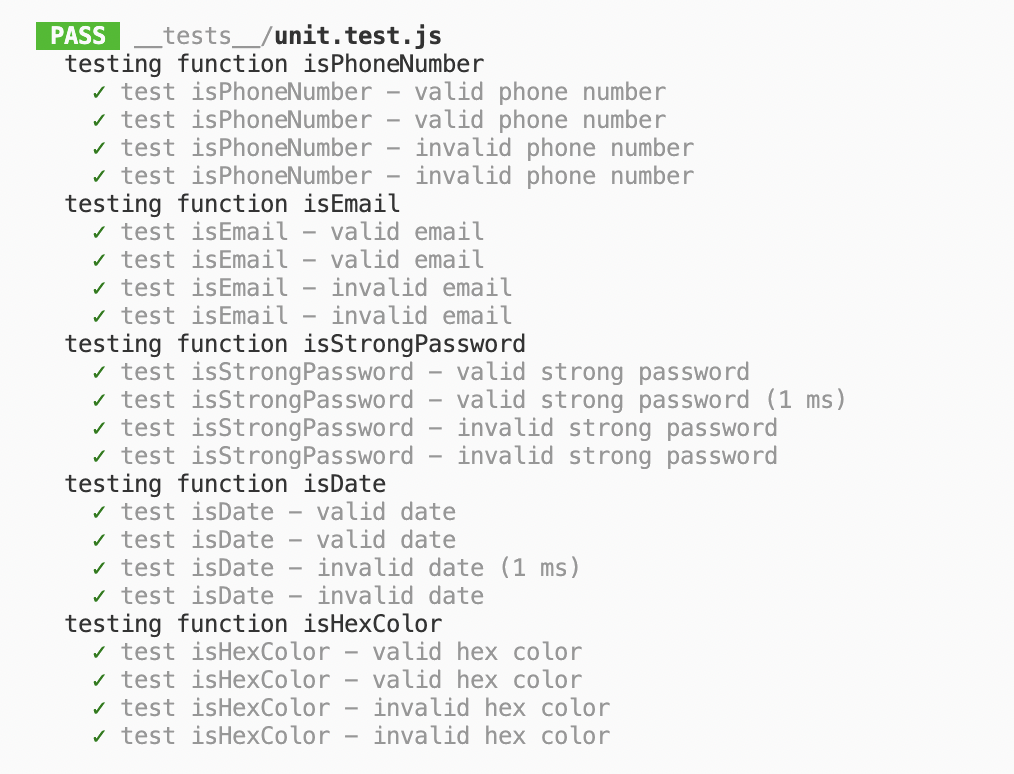 PASS __tests__/unit.test.js
testing function isPhoneNumber
✓ test isPhoneNumber – valid phone number
✓ test isPhoneNumber – valid phone number
✓ test isPhoneNumber – invalid phone number
✓ test isPhoneNumber – invalid phone number
testing function isEmail
✓ test isEmail – valid email
✓ test isEmail – valid email
✓ test isEmail – invalid email
✓ test isEmail – invalid email
testing function isStrongPassword
✓ test isStrongPassword – valid strong password
✓ test isStrongPassword – valid strong password (1 ms)
✓ test isStrongPassword – invalid strong password
✓ test isStrongPassword – invalid strong password
testing function isDate
✓ test isDate – valid date
✓ test isDate – valid date
✓ test isDate – invalid date (1 ms)
✓ test isDate – invalid date
testing function isHexColor
✓ test isHexColor – valid hex color
✓ test isHexColor – valid hex color
✓ test isHexColor – invalid hex color
✓ test isHexColor – invalid hex color